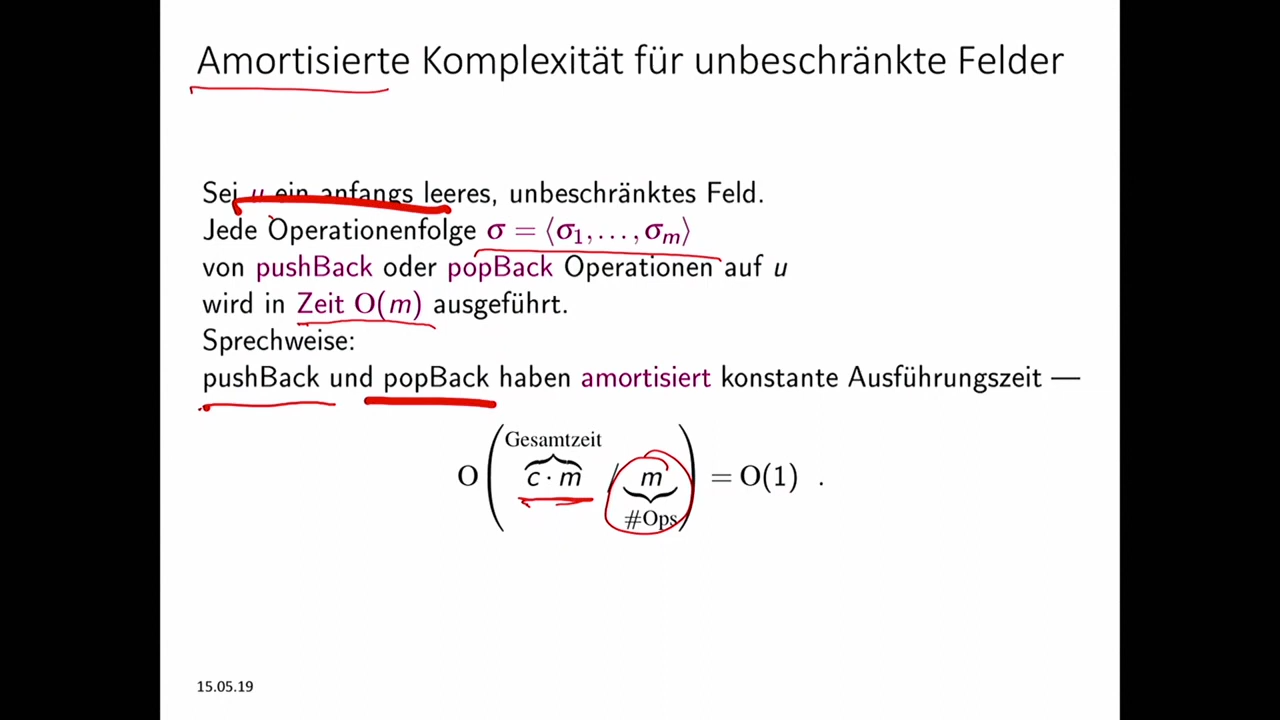 Amortisierte Komplexität für unbeschränkte Felder
Sei u ein anfangs leeres, unbeschränktes Feld.
Jede Operationenfolge σ = ⟨σ₁,…,σₘ⟩
von pushBack oder popBack Operationen auf u
wird in Zeit O(m) ausgeführt.
Sprechweise:
pushBack und popBack haben amortisiert konstante Ausführungszeit —
Gesamtzeit
O( c · m / m ) = O(1) .
#Ops
15.05.19